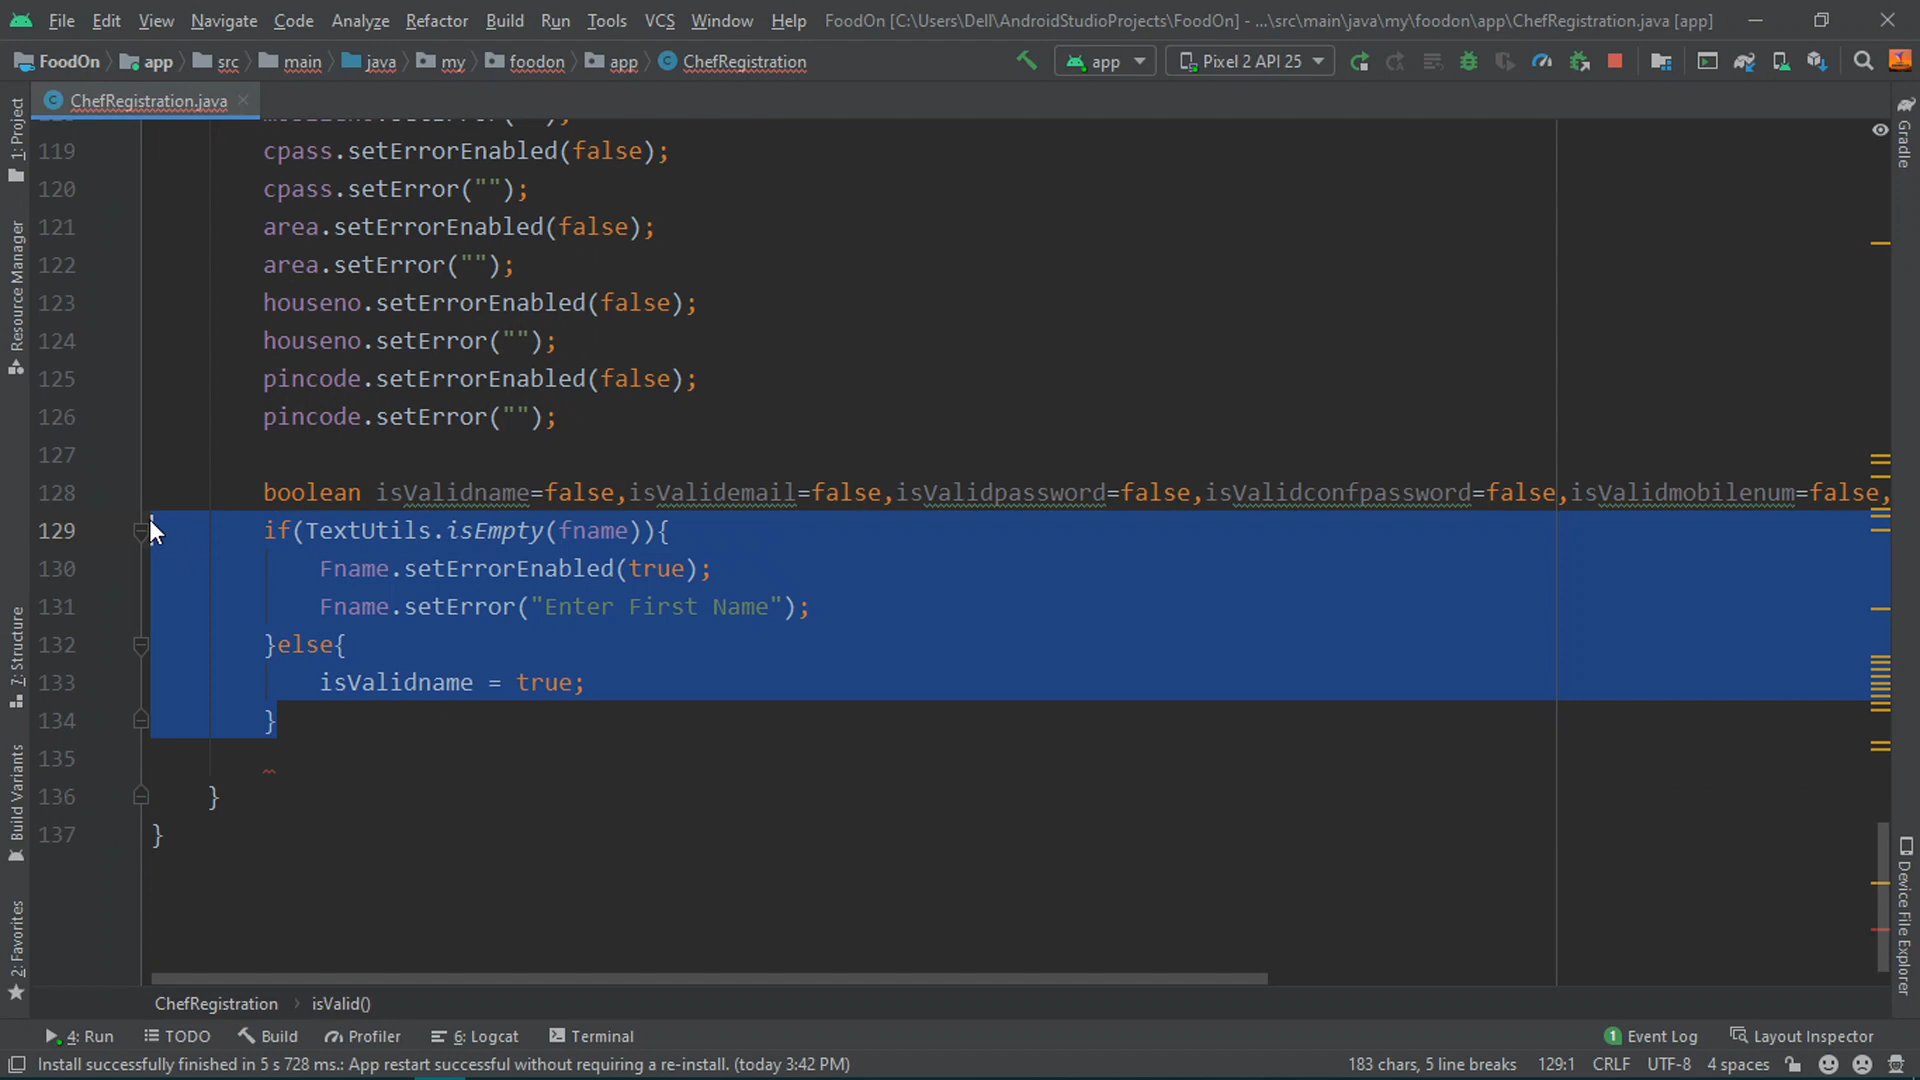 File Edit View Navigate Code Analyze Refactor Build Run Tools VCS Window Help FoodOn [C:\Users\Dell\AndroidStudioProjects\FoodOn] - ...\src\main\java\my\foodon\app\ChefRegistration.java [app]
FoodOn app src main java my foodon app ChefRegistration app Pixel 2 API 25
ChefRegistration.java
119 cpass.setErrorEnabled(false);
120 cpass.setError("");
121 area.setErrorEnabled(false);
122 area.setError("");
123 houseno.setErrorEnabled(false);
124 houseno.setError("");
125 pincode.setErrorEnabled(false);
126 pincode.setError("");
127
128 boolean isValidname=false,isValidemail=false,isValidpassword=false,isValidconfpassword=false,isValidmobilenum=false,
129 if(TextUtils.isEmpty(fname)){
130 Fname.setErrorEnabled(true);
131 Fname.setError("Enter First Name");
132 }else{
133 isValidname = true;
134 }
135
136 }
137 }
1: Project
Resource Manager
7: Structure
Build Variants
2: Favorites
Gradle
Device File Explorer
ChefRegistration › isValid()
4: Run TODO Build Profiler 6: Logcat Terminal 1 Event Log Layout Inspector
Install successfully finished in 5 s 728 ms.: App restart successful without requiring a re-install. (today 3:42 PM) 183 chars, 5 line breaks 129:1 CRLF UTF-8 4 spaces